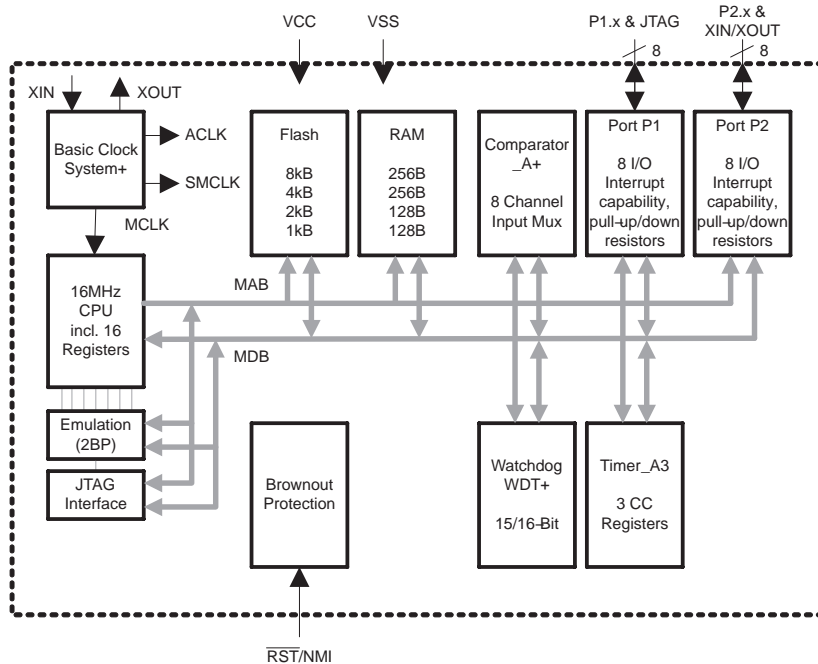 VCC
VSS
P1.x & JTAG
8
P2.x &
XIN/XOUT
8
XIN
XOUT
Basic Clock
System+
ACLK
SMCLK
MCLK
Flash
8kB
4kB
2kB
1kB
RAM
256B
256B
128B
128B
Comparator
_A+
8 Channel
Input Mux
Port P1
8 I/O
Interrupt
capability,
pull-up/down
resistors
Port P2
8 I/O
Interrupt
capability,
pull-up/down
resistors
MAB
16MHz
CPU
incl. 16
Registers
MDB
Emulation
(2BP)
JTAG
Interface
Brownout
Protection
Watchdog
WDT+
15/16-Bit
Timer_A3
3 CC
Registers
R̅S̅T̅/NMI